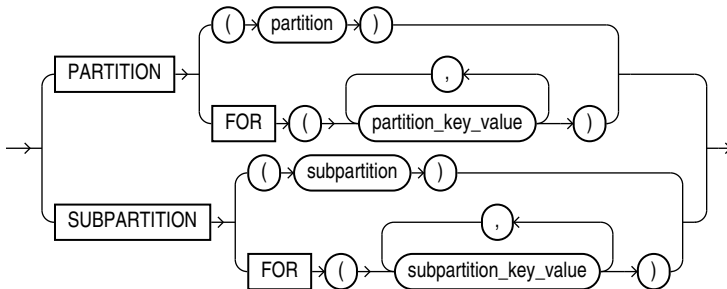 ( partition )
PARTITION
,
FOR ( partition_key_value )
( subpartition )
SUBPARTITION
,
FOR ( subpartition_key_value )